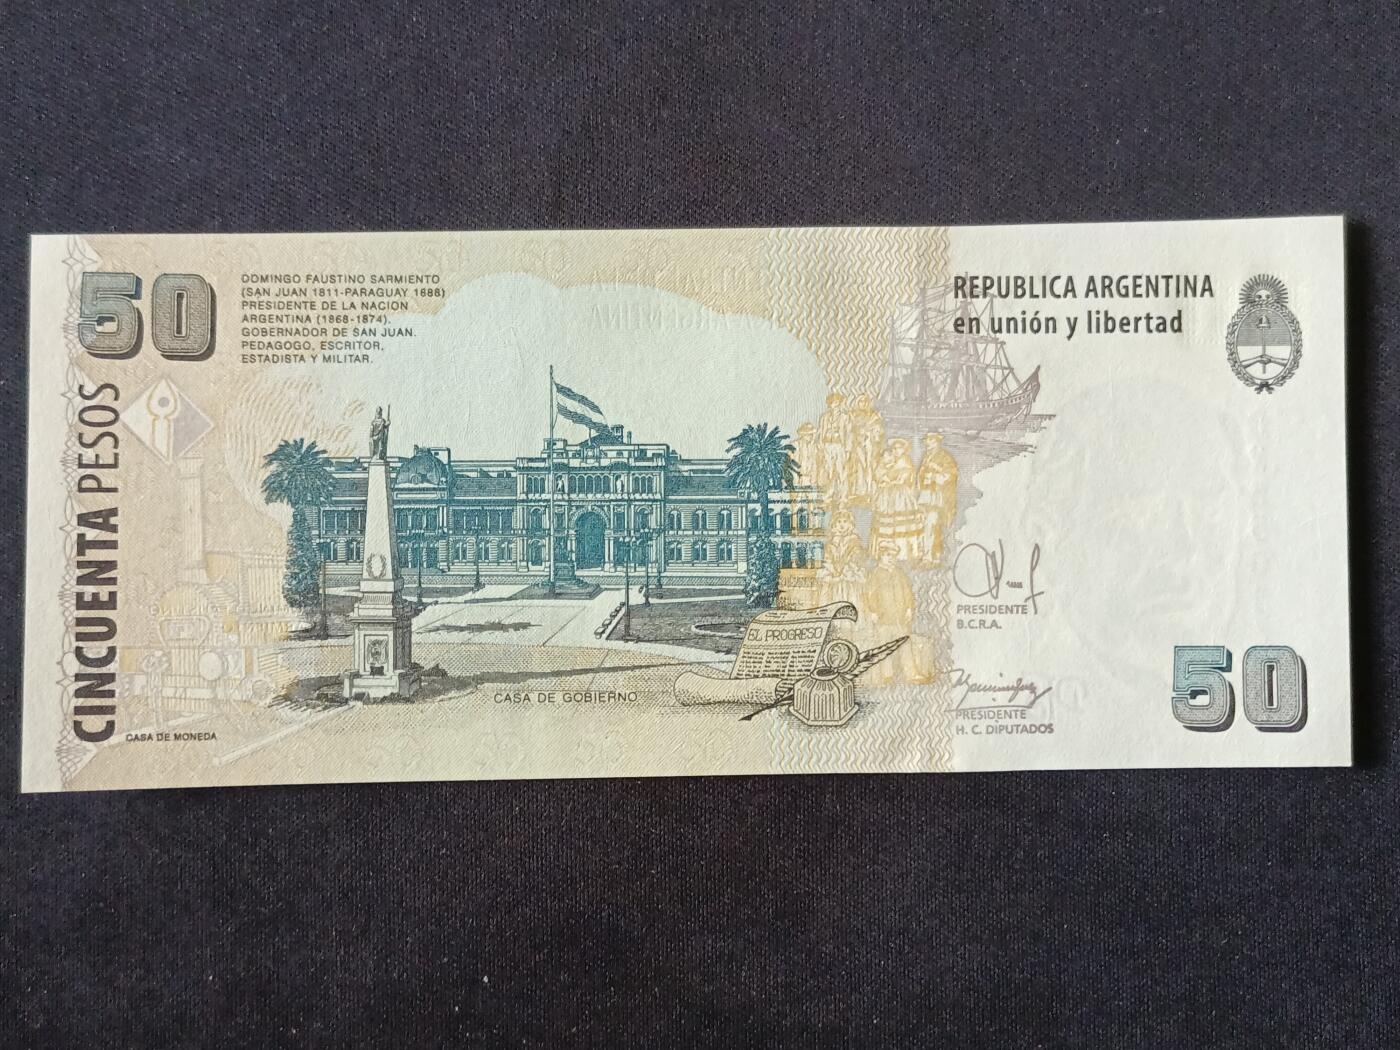 50
DOMINGO FAUSTINO SARMIENTO
(SAN JUAN 1811-PARAGUAY 1888)
PRESIDENTE DE LA NACION
ARGENTINA (1868-1874).
GOBERNADOR DE SAN JUAN.
PEDAGOGO, ESCRITOR,
ESTADISTA Y MILITAR.
REPUBLICA ARGENTINA
en unión y libertad
CINCUENTA PESOS
EL PROGRESO
PRESIDENTE
B.C.R.A.
CASA DE GOBIERNO
50
PRESIDENTE
H. C. DIPUTADOS
CASA DE MONEDA